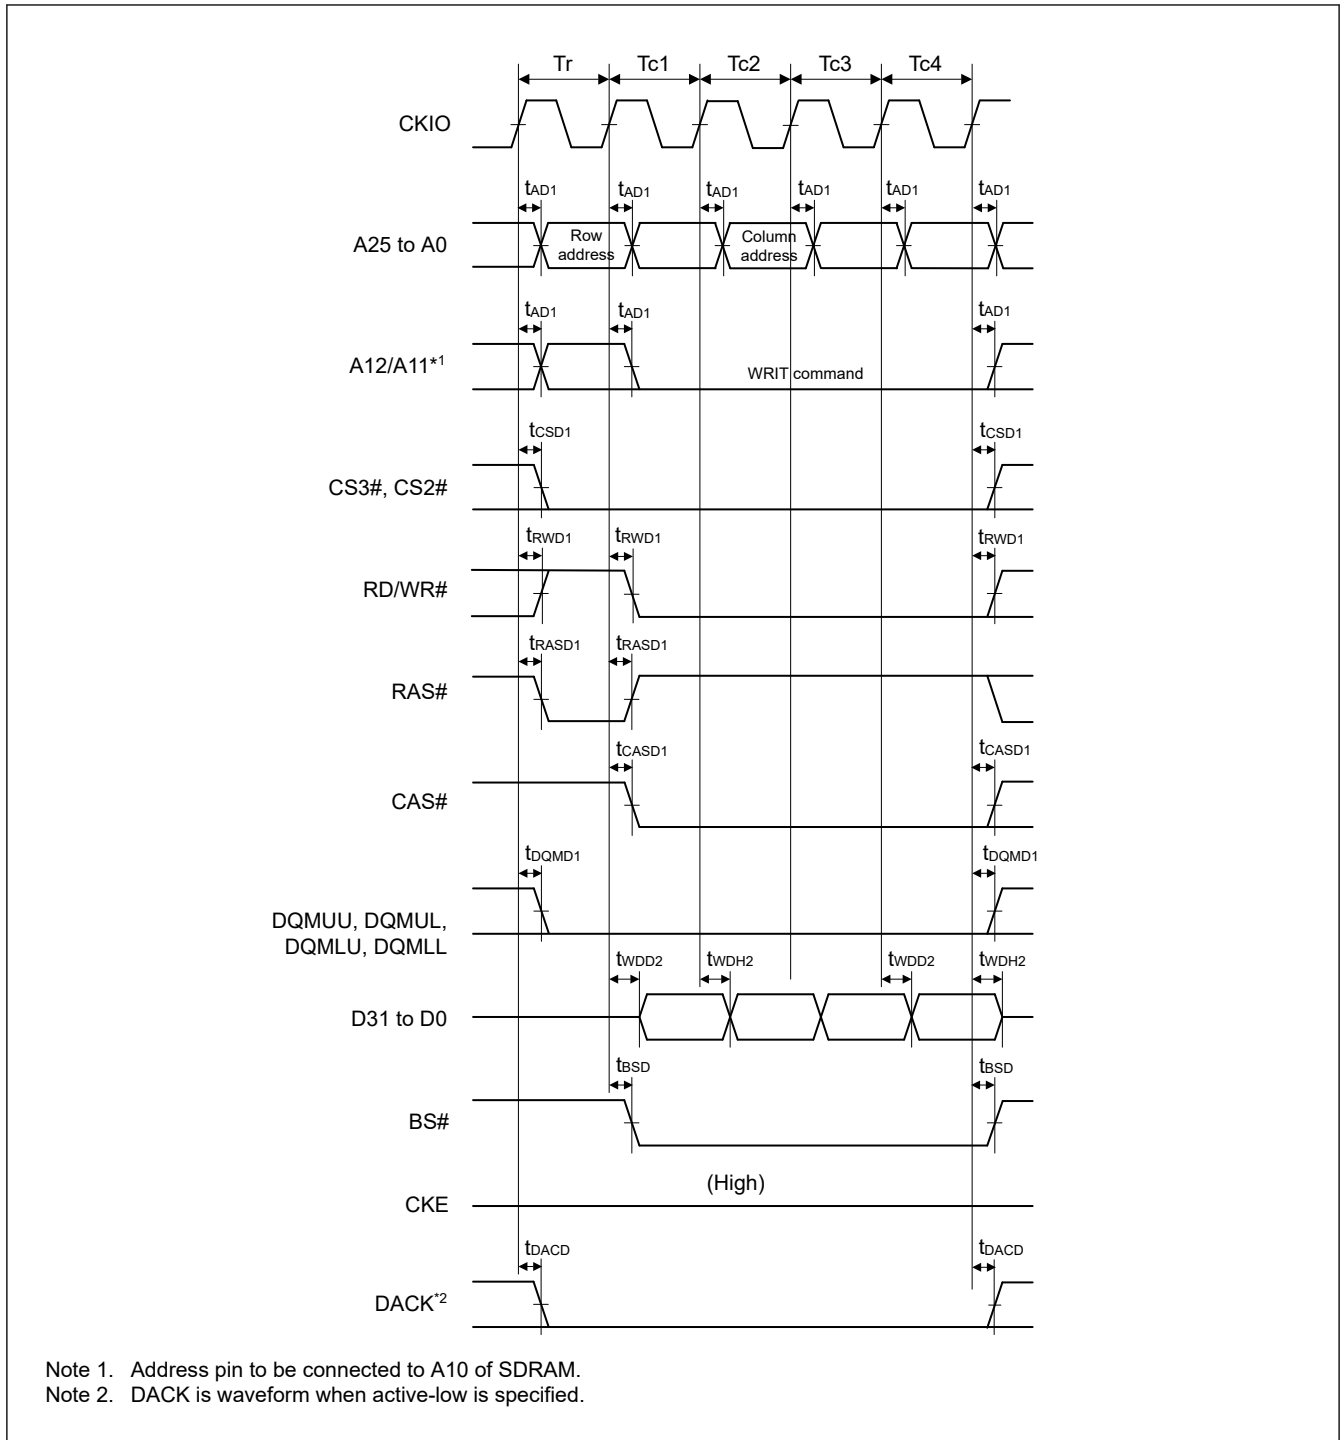 Tr Tc1 Tc2 Tc3 Tc4
CKIO
tAD1 tAD1 tAD1 tAD1 tAD1 tAD1
A25 to A0
Row
address
Column
address
tAD1 tAD1 tAD1
A12/A11*1
WRIT command
tCSD1 tCSD1
CS3#, CS2#
tRWD1 tRWD1 tRWD1
RD/WR#
tRASD1 tRASD1
RAS#
tCASD1 tCASD1
CAS#
tDQMD1 tDQMD1
DQMUU, DQMUL,
DQMLU, DQMLL
tWDD2 tWDH2 tWDD2 tWDH2
D31 to D0
tBSD tBSD
BS#
(High)
CKE
tDACD tDACD
DACK*2
Note 1. Address pin to be connected to A10 of SDRAM.
Note 2. DACK is waveform when active-low is specified.